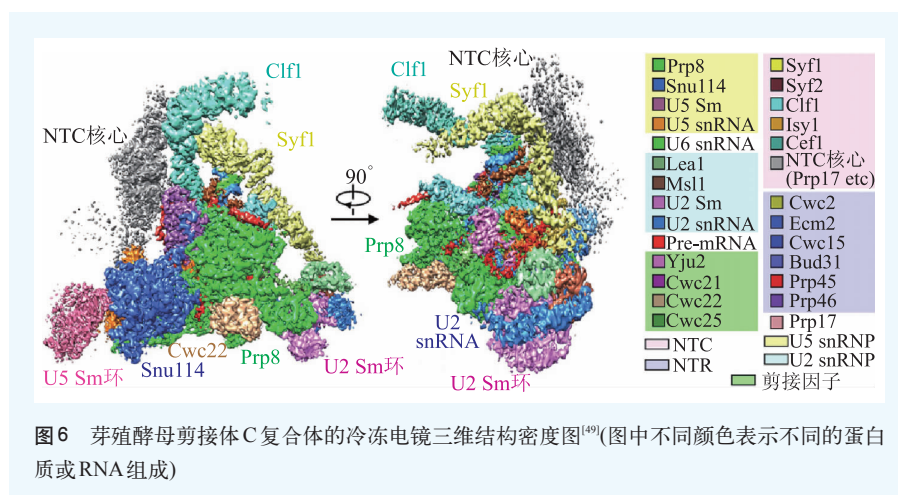 Clf1
NTC核心
Syf1
U5 Sm环
Snu114
Cwc22
Prp8
U2 Sm环
90°
Clf1
NTC核心
Syf1
Prp8
U2
snRNA
U2 Sm环
Prp8
Snu114
U5 Sm
U5 snRNA
U6 snRNA
Lea1
Msl1
U2 Sm
U2 snRNA
Pre-mRNA
Yju2
Cwc21
Cwc22
Cwc25
NTC
NTR
Syf1
Syf2
Clf1
Isy1
Cef1
NTC核心
(Prp17 etc)
Cwc2
Ecm2
Cwc15
Bud31
Prp45
Prp46
Prp17
U5 snRNP
U2 snRNP
剪接因子
图6 芽殖酵母剪接体C复合体的冷冻电镜三维结构密度图[49](图中不同颜色表示不同的蛋白
质或RNA组成)